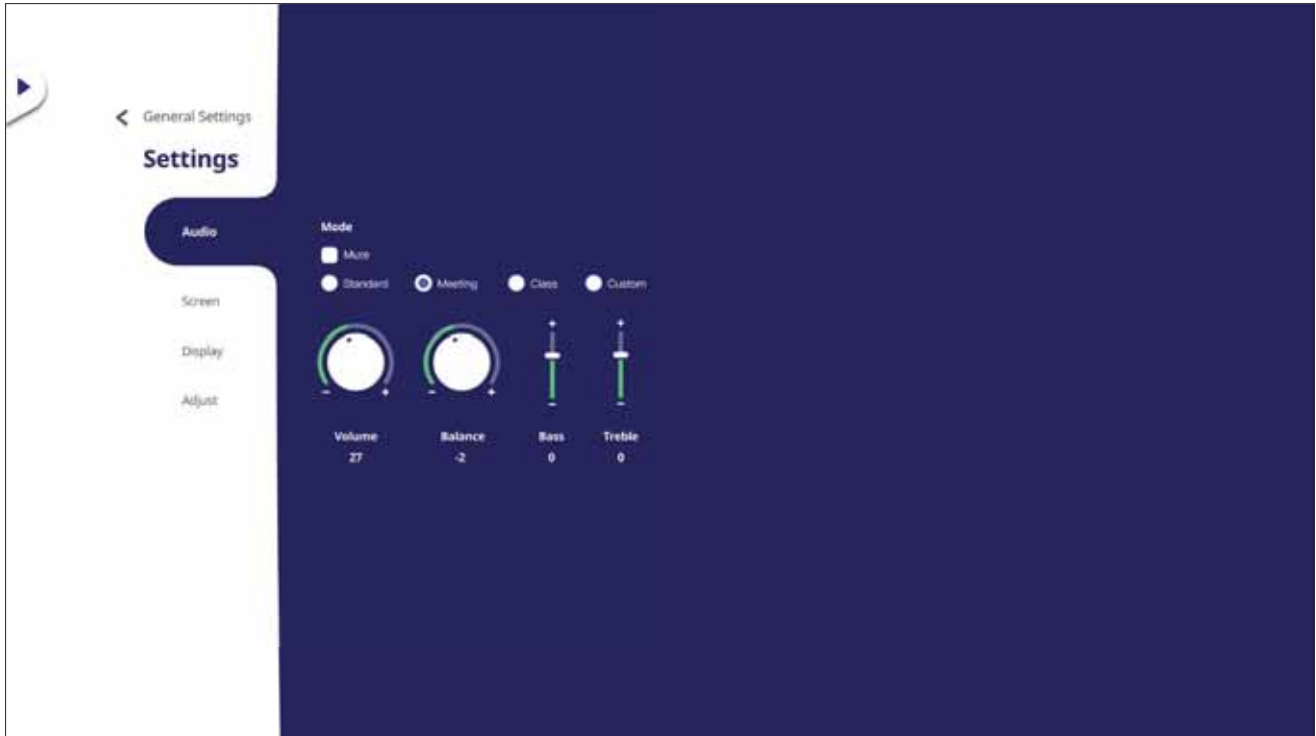 General Settings
Settings
Audio
Screen
Display
Adjust
Mode
Mute
Standard Meeting Class Custom
+ +
- + - + - -
Volume Balance Bass Treble
27 -2 0 0